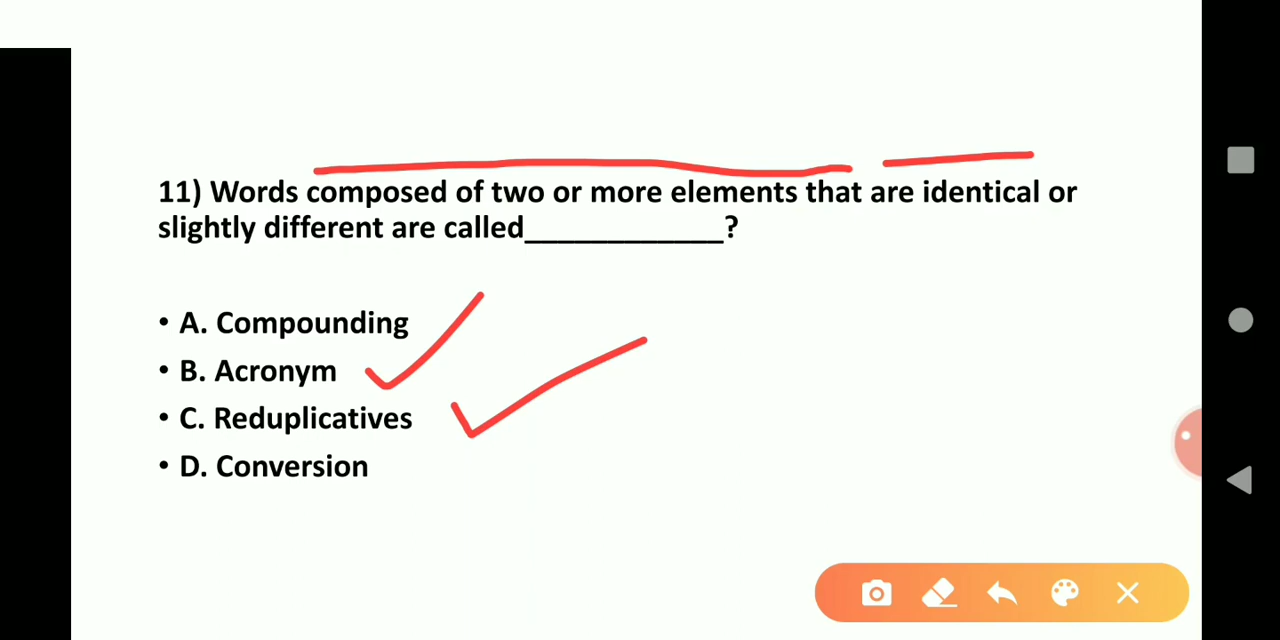 11) Words composed of two or more elements that are identical or
slightly different are called____________?
• A. Compounding
• B. Acronym
• C. Reduplicatives
• D. Conversion